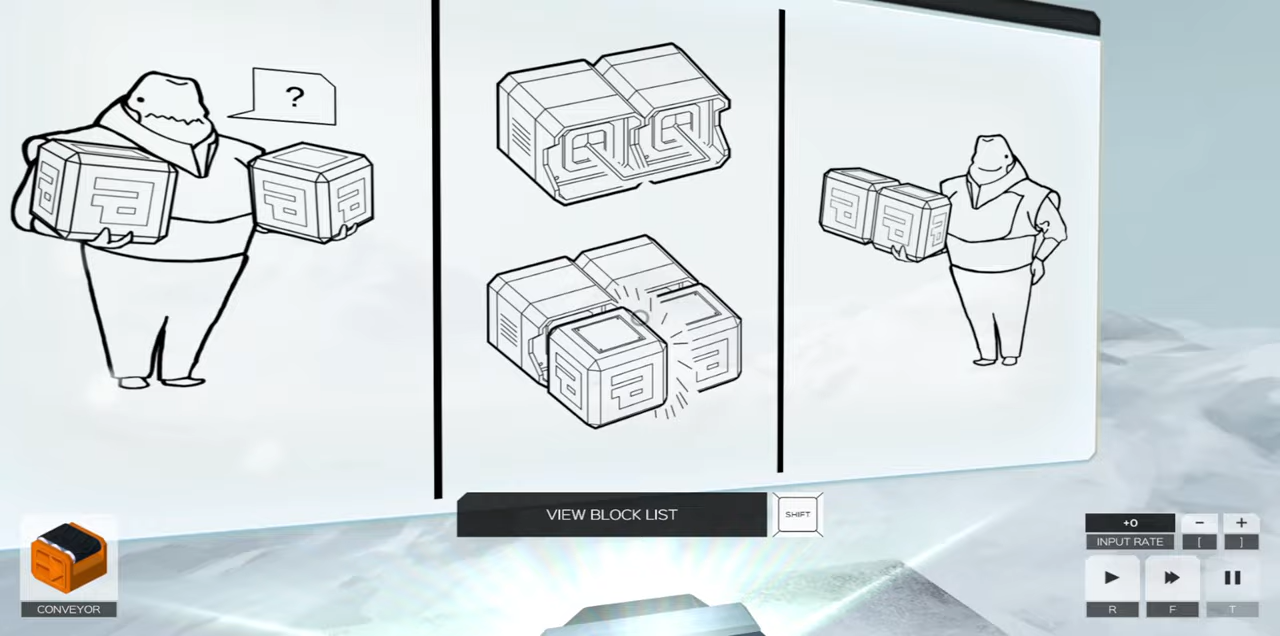 ?
VIEW BLOCK LIST
SHIFT
CONVEYOR
+0
INPUT RATE
- +
[ ]
R F T